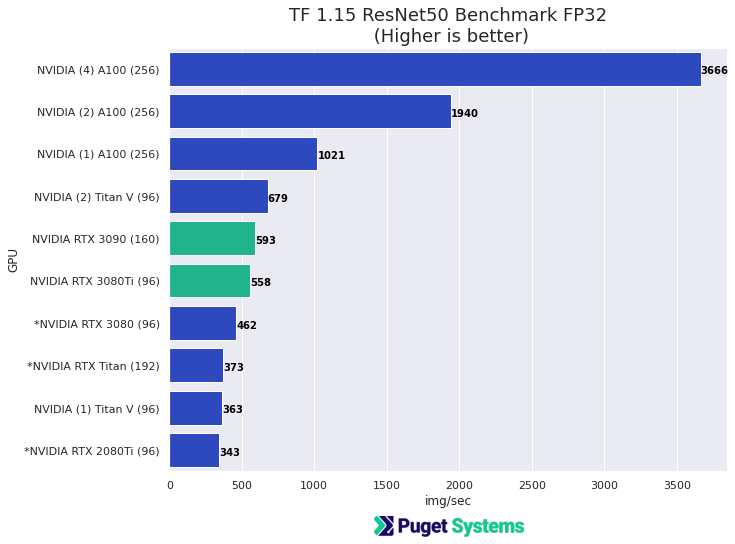 TF 1.15 ResNet50 Benchmark FP32
(Higher is better)
NVIDIA (4) A100 (256) 3666
NVIDIA (2) A100 (256) 1940
NVIDIA (1) A100 (256) 1021
NVIDIA (2) Titan V (96) 679
NVIDIA RTX 3090 (160) 593
GPU
NVIDIA RTX 3080Ti (96) 558
*NVIDIA RTX 3080 (96) 462
*NVIDIA RTX Titan (192) 373
NVIDIA (1) Titan V (96) 363
*NVIDIA RTX 2080Ti (96) 343
0 500 1000 1500 2000 2500 3000 3500
img/sec
Puget Systems